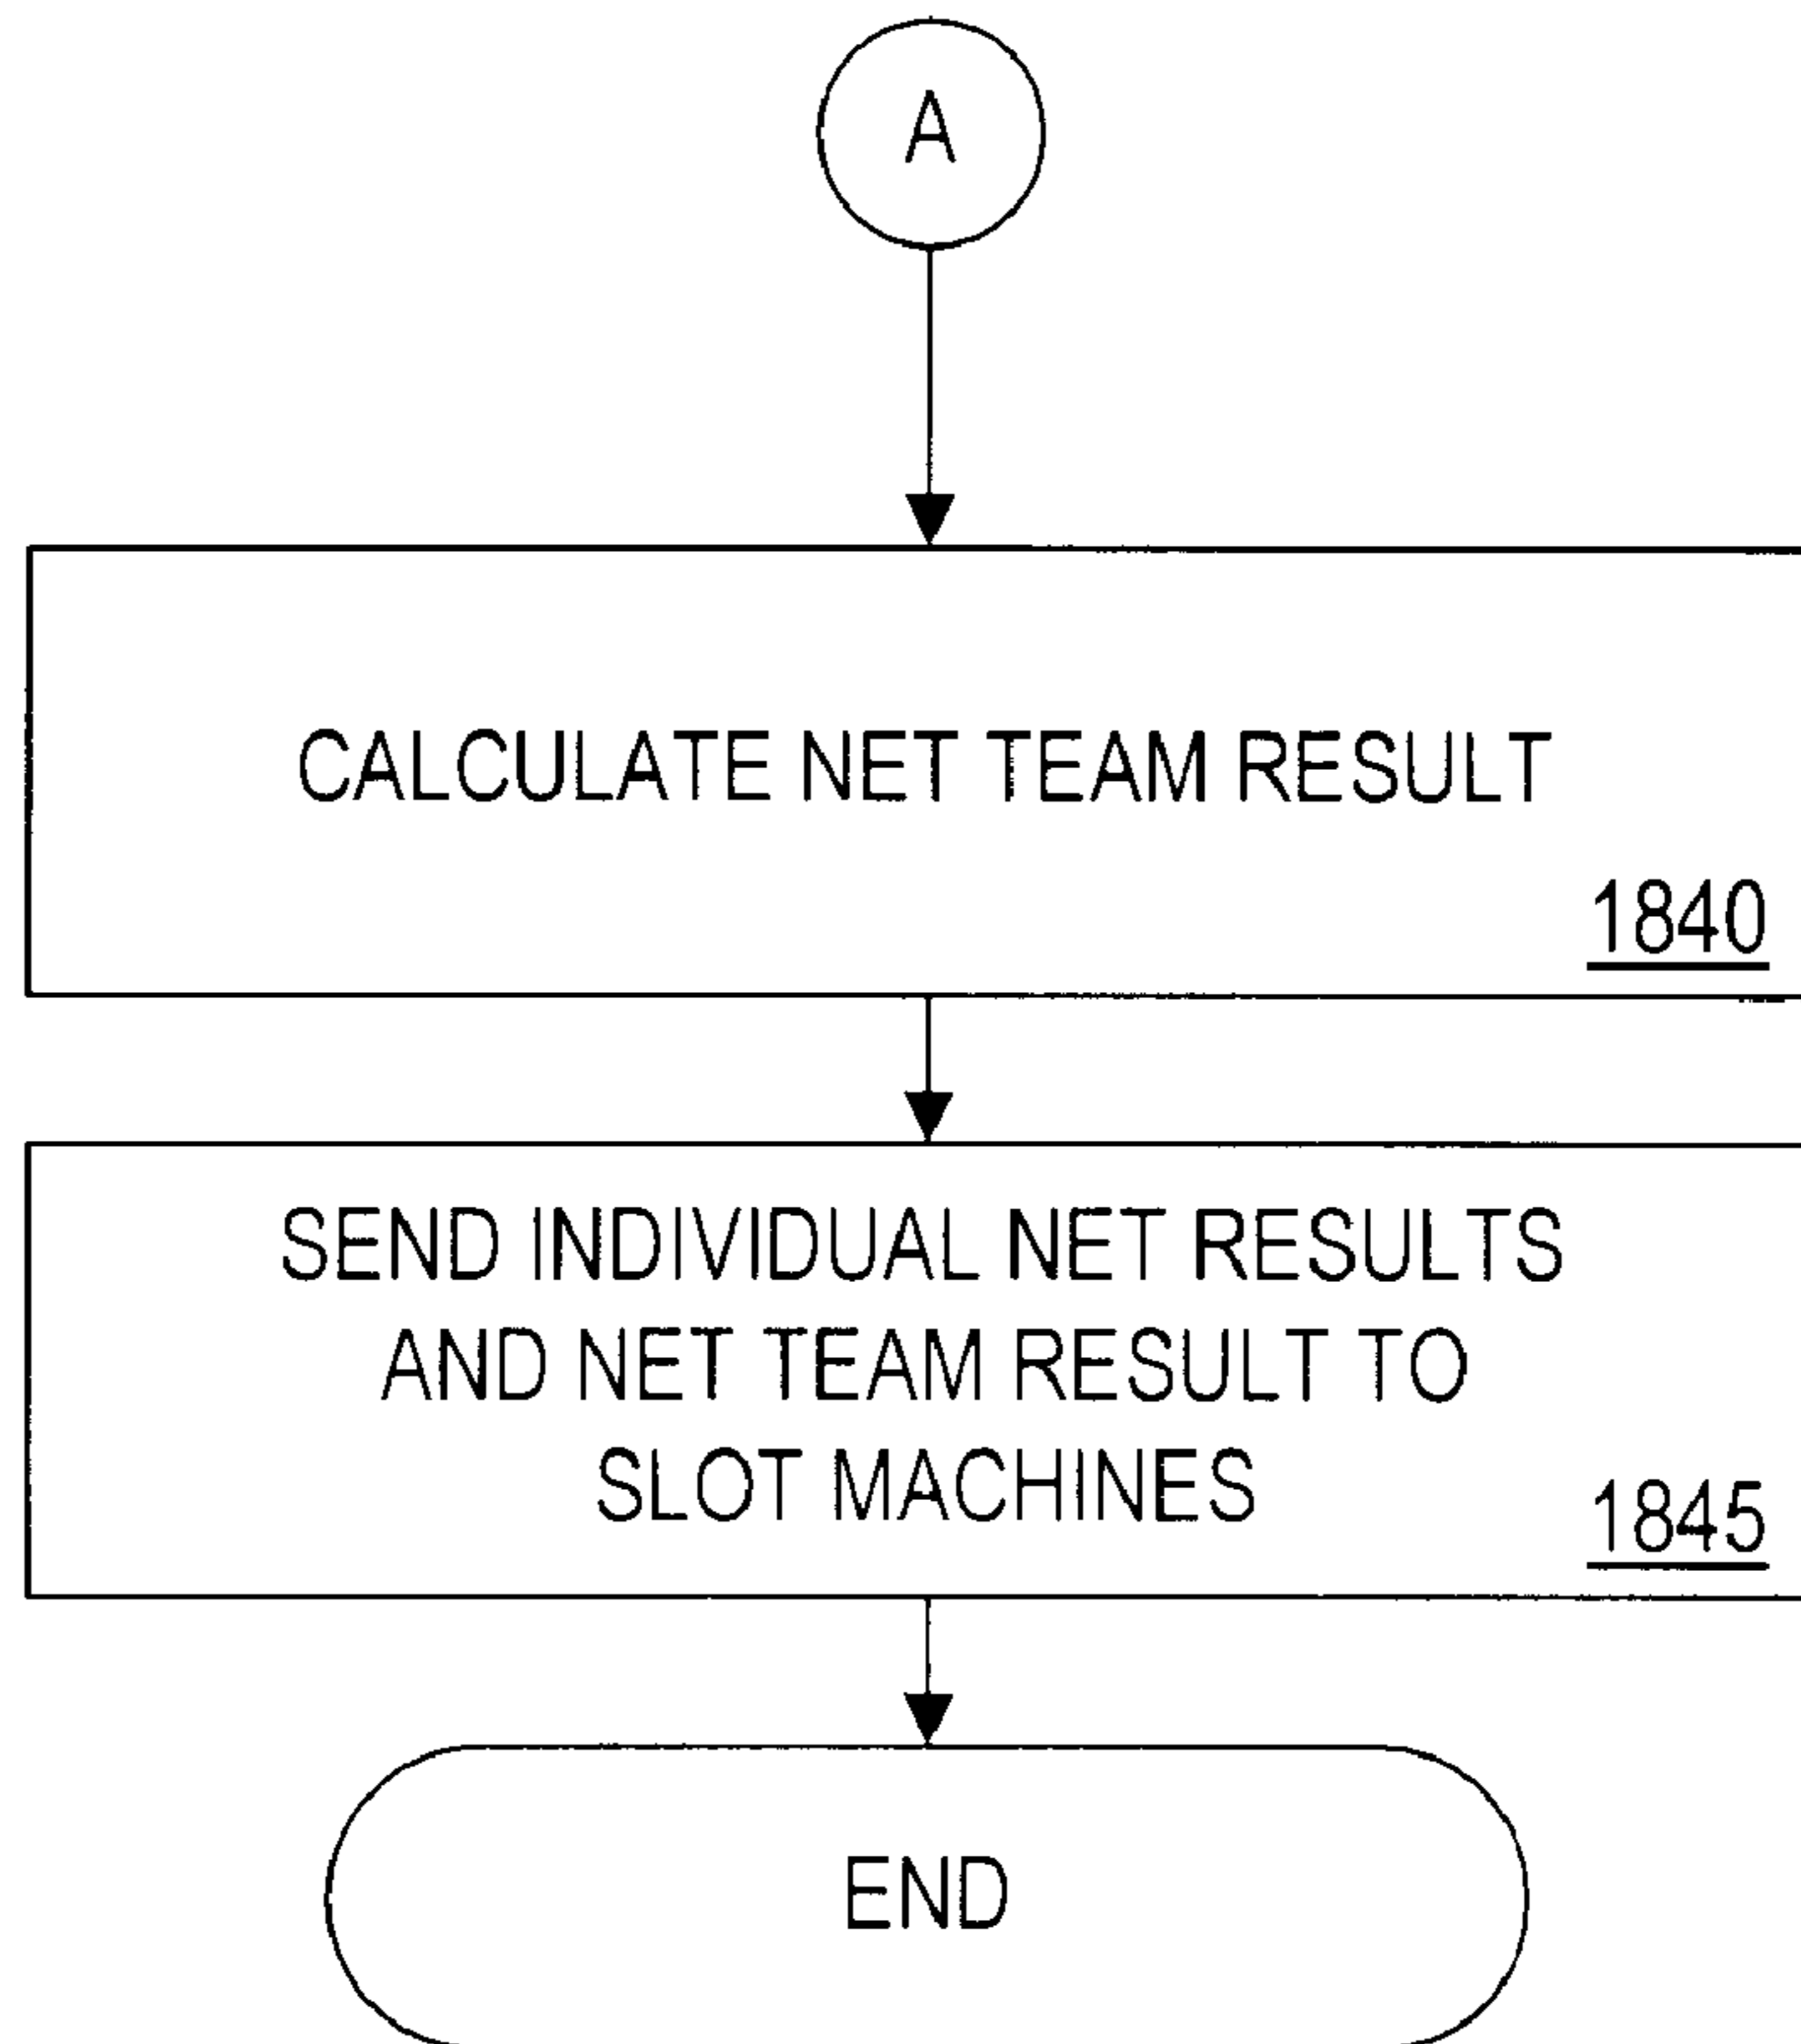 A
CALCULATE NET TEAM RESULT
1840
SEND INDIVIDUAL NET RESULTS
AND NET TEAM RESULT TO
SLOT MACHINES
1845
END